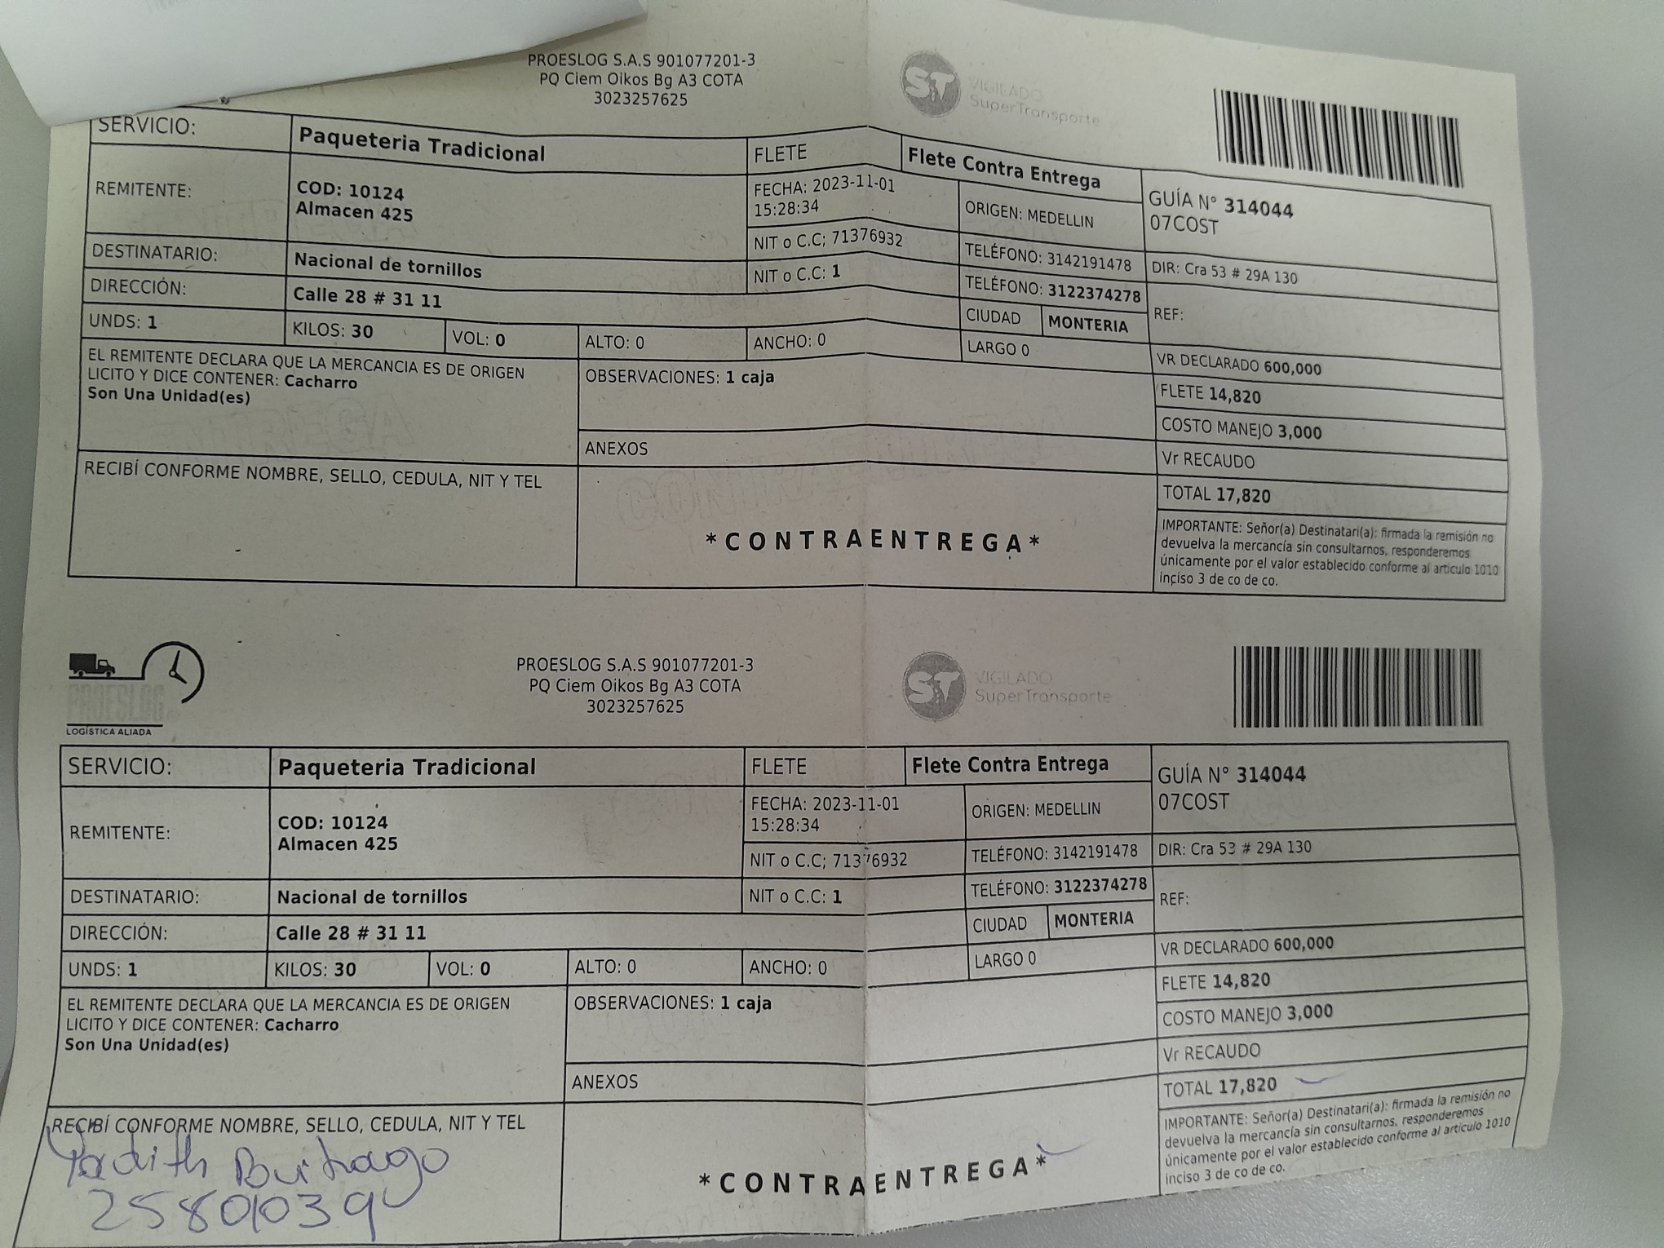 PROESLOG S.A.S 901077201-3
PQ Ciem Oikos Bg A3 COTA
3023257625
ST VIGILADO
SuperTransporte
SERVICIO: Paqueteria Tradicional FLETE Flete Contra Entrega
REMITENTE: COD: 10124
Almacen 425
FECHA: 2023-11-01
15:28:34
ORIGEN: MEDELLIN
GUÍA N° 314044
07COST
NIT o C.C; 71376932 TELÉFONO: 3142191478 DIR: Cra 53 # 29A 130
DESTINATARIO: Nacional de tornillos NIT o C.C: 1 TELÉFONO: 3122374278
REF:
DIRECCIÓN: Calle 28 # 31 11 CIUDAD MONTERIA
UNDS: 1 KILOS: 30 VOL: 0 ALTO: 0 ANCHO: 0 LARGO 0
VR DECLARADO 600,000
EL REMITENTE DECLARA QUE LA MERCANCIA ES DE ORIGEN
LICITO Y DICE CONTENER: Cacharro
Son Una Unidad(es)
OBSERVACIONES: 1 caja
FLETE 14,820
COSTO MANEJO 3,000
ANEXOS
Vr RECAUDO
TOTAL 17,820
RECIBÍ CONFORME NOMBRE, SELLO, CEDULA, NIT Y TEL
*CONTRAENTREGA*
IMPORTANTE: Señor(a) Destinatari(a): firmada la remisión no
devuelva la mercancía sin consultarnos, responderemos
únicamente por el valor establecido conforme al articulo 1010
inciso 3 de co de co.
PROESLOG
LOGÍSTICA ALIADA
PROESLOG S.A.S 901077201-3
PQ Ciem Oikos Bg A3 COTA
3023257625
ST VIGILADO
SuperTransporte
SERVICIO: Paqueteria Tradicional FLETE Flete Contra Entrega
REMITENTE: COD: 10124
Almacen 425
FECHA: 2023-11-01
15:28:34
ORIGEN: MEDELLIN
GUÍA N° 314044
07COST
NIT o C.C; 71376932 TELÉFONO: 3142191478 DIR: Cra 53 # 29A 130
DESTINATARIO: Nacional de tornillos NIT o C.C: 1 TELÉFONO: 3122374278
REF:
DIRECCIÓN: Calle 28 # 31 11 CIUDAD MONTERIA
UNDS: 1 KILOS: 30 VOL: 0 ALTO: 0 ANCHO: 0 LARGO 0
VR DECLARADO 600,000
EL REMITENTE DECLARA QUE LA MERCANCIA ES DE ORIGEN
LICITO Y DICE CONTENER: Cacharro
Son Una Unidad(es)
OBSERVACIONES: 1 caja
FLETE 14,820
COSTO MANEJO 3,000
Vr RECAUDO
ANEXOS
TOTAL 17,820
RECIBÍ CONFORME NOMBRE, SELLO, CEDULA, NIT Y TEL
Buitrago
*CONTRAENTREGA*
IMPORTANTE: Señor(a) Destinatari(a): firmada la remisión no
devuelva la mercancía sin consultarnos, responderemos
únicamente por el valor establecido conforme al articulo 1010
inciso 3 de co de co.